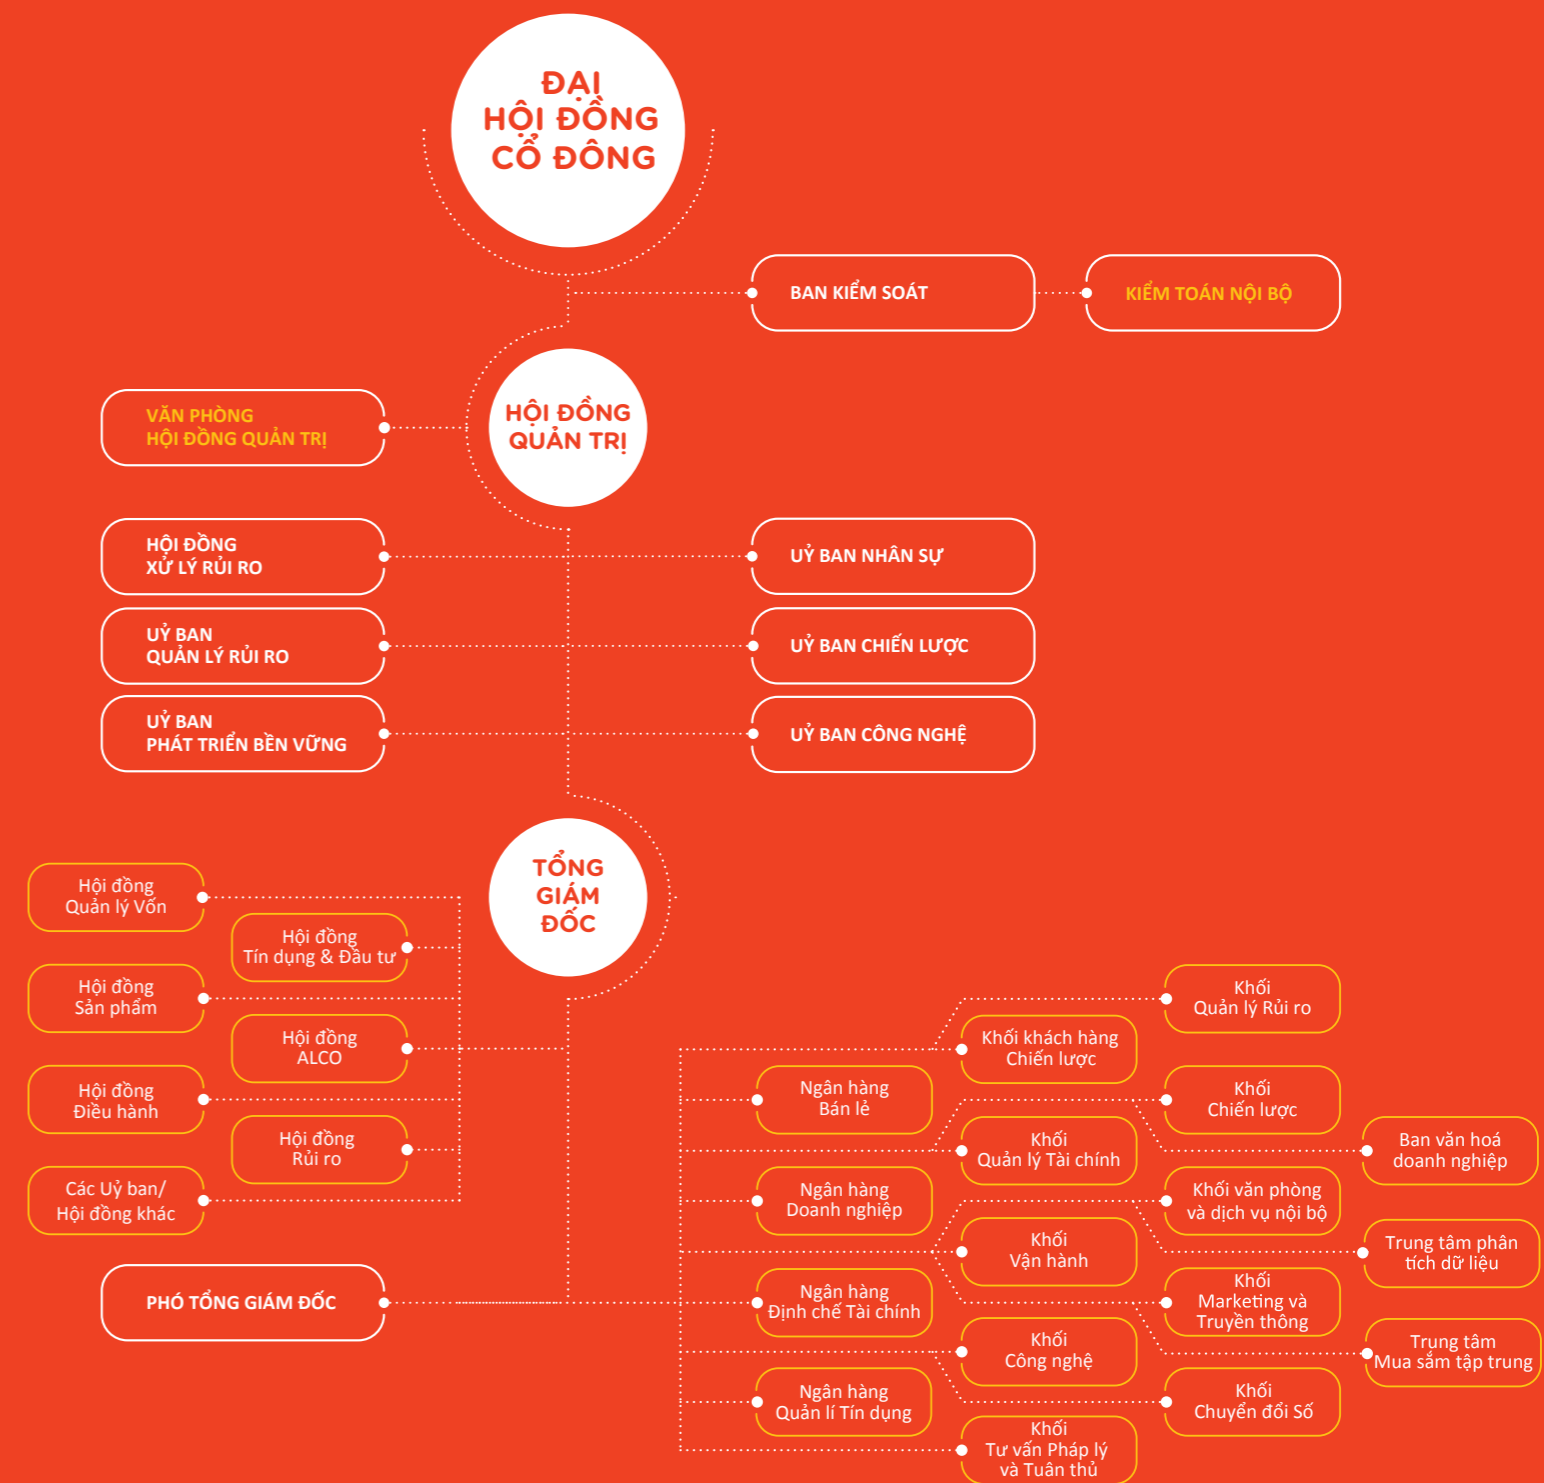 ĐẠI
HỘI ĐỒNG
CỔ ĐÔNG
BAN KIỂM SOÁT
KIỂM TOÁN NỘI BỘ
HỘI ĐỒNG
QUẢN TRỊ
VĂN PHÒNG
HỘI ĐỒNG QUẢN TRỊ
HỘI ĐỒNG
XỬ LÝ RỦI RO
UỶ BAN NHÂN SỰ
UỶ BAN
QUẢN LÝ RỦI RO
UỶ BAN CHIẾN LƯỢC
UỶ BAN
PHÁT TRIỂN BỀN VỮNG
UỶ BAN CÔNG NGHỆ
TỔNG
GIÁM
ĐỐC
Hội đồng
Quản lý Vốn
Hội đồng
Tín dụng & Đầu tư
Hội đồng
Sản phẩm
Hội đồng
ALCO
Hội đồng
Điều hành
Hội đồng
Rủi ro
Các Uỷ ban/
Hội đồng khác
PHÓ TỔNG GIÁM ĐỐC
Khối
Quản lý Rủi ro
Khối khách hàng
Chiến lược
Ngân hàng
Bán lẻ
Khối
Chiến lược
Khối
Quản lý Tài chính
Ban văn hoá
doanh nghiệp
Ngân hàng
Doanh nghiệp
Khối văn phòng
và dịch vụ nội bộ
Khối
Vận hành
Trung tâm phân
tích dữ liệu
Ngân hàng
Định chế Tài chính
Khối
Marketing và
Truyền thông
Khối
Công nghệ
Trung tâm
Mua sắm tập trung
Ngân hàng
Quản lí Tín dụng
Khối
Chuyển đổi Số
Khối
Tư vấn Pháp lý
và Tuân thủ